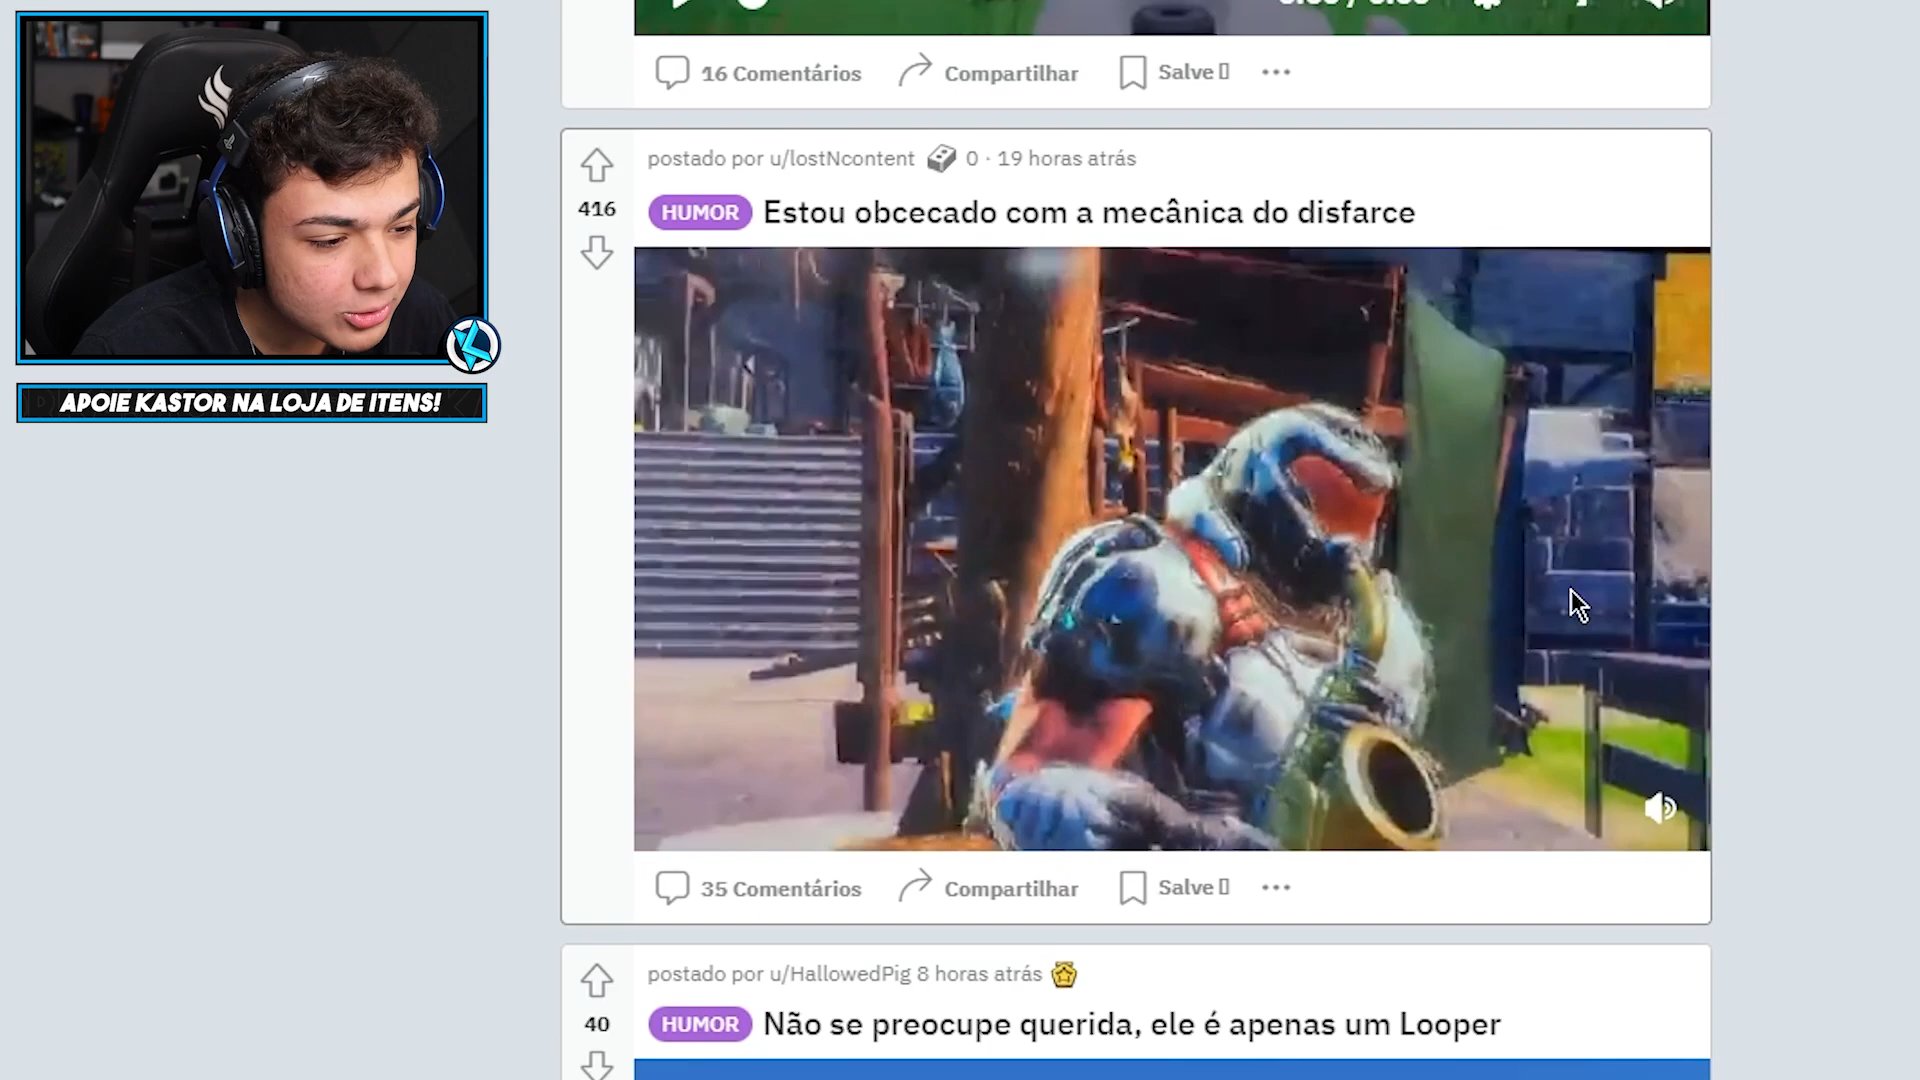 16 Comentários Compartilhar Salve
postado por u/lostNcontent 0 · 19 horas atrás
416
HUMOR Estou obcecado com a mecânica do disfarce
APOIE KASTOR NA LOJA DE ITENS!
35 Comentários Compartilhar Salve
postado por u/HallowedPig 8 horas atrás
40
HUMOR Não se preocupe querida, ele é apenas um Looper